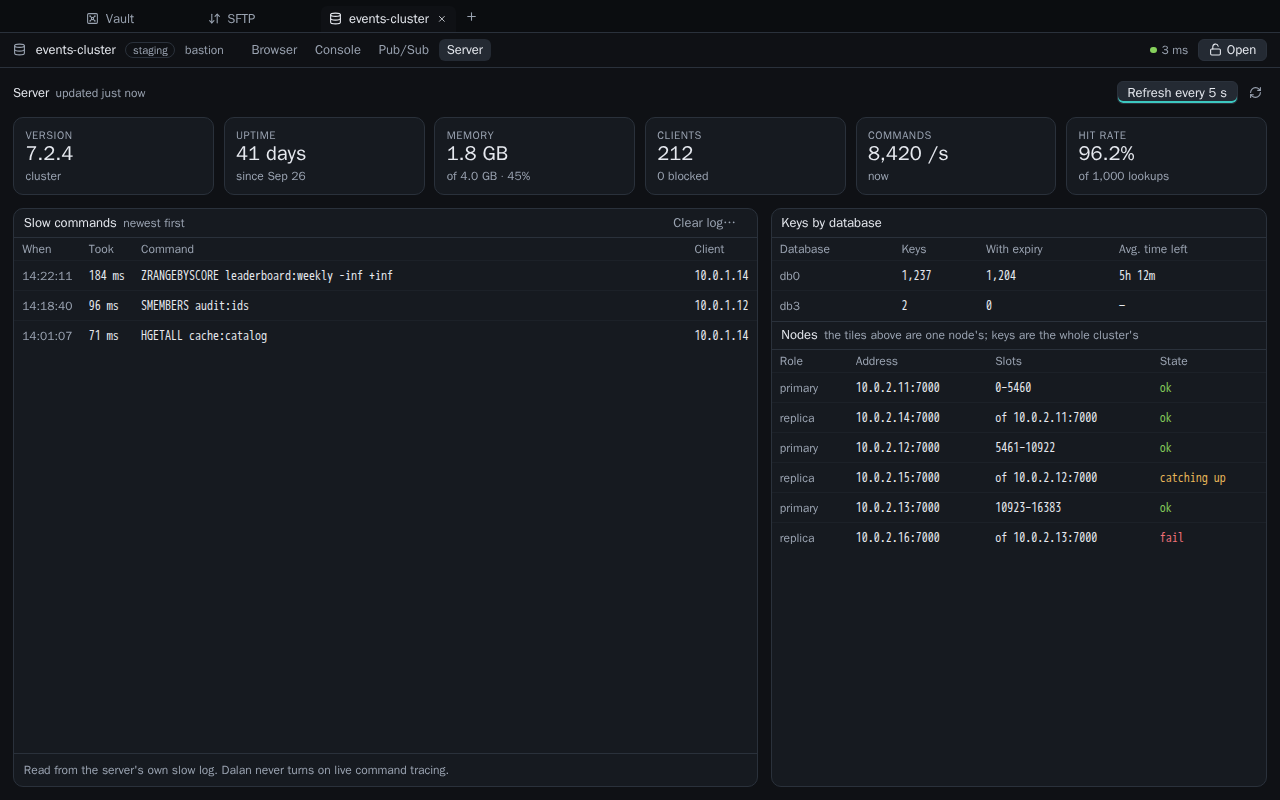 Vault
SFTP
events-cluster ×
+
events-cluster staging bastion Browser Console Pub/Sub Server 3 ms Open
Server updated just now Refresh every 5 s
VERSION
7.2.4
cluster
UPTIME
41 days
since Sep 26
MEMORY
1.8 GB
of 4.0 GB · 45%
CLIENTS
212
0 blocked
COMMANDS
8,420 /s
now
HIT RATE
96.2%
of 1,000 lookups
Slow commands newest first Clear log···
When Took Command Client
14:22:11 184 ms ZRANGEBYSCORE leaderboard:weekly -inf +inf 10.0.1.14
14:18:40 96 ms SMEMBERS audit:ids 10.0.1.12
14:01:07 71 ms HGETALL cache:catalog 10.0.1.14
Read from the server's own slow log. Dalan never turns on live command tracing.
Keys by database
Database Keys With expiry Avg. time left
db0 1,237 1,204 5h 12m
db3 2 0 –
Nodes the tiles above are one node's; keys are the whole cluster's
Role Address Slots State
primary 10.0.2.11:7000 0–5460 ok
replica 10.0.2.14:7000 of 10.0.2.11:7000 ok
primary 10.0.2.12:7000 5461–10922 ok
replica 10.0.2.15:7000 of 10.0.2.12:7000 catching up
primary 10.0.2.13:7000 10923–16383 ok
replica 10.0.2.16:7000 of 10.0.2.13:7000 fail